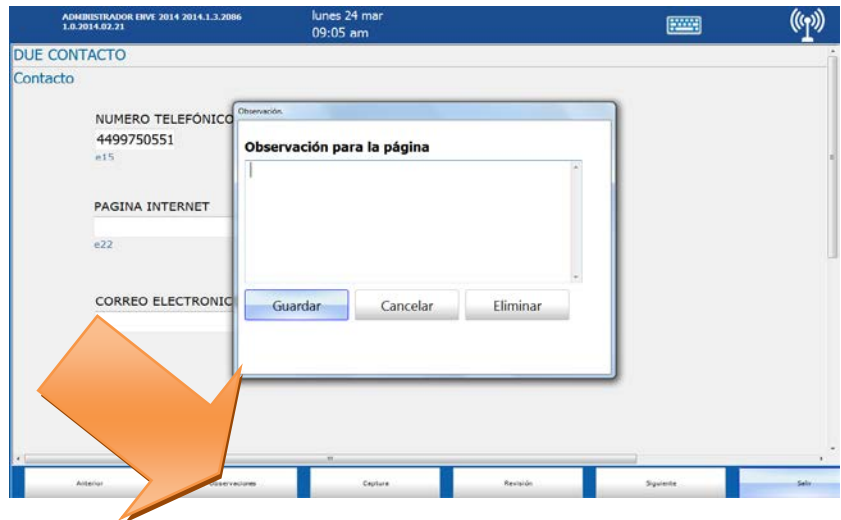 ADMINISTRADOR ENVE 2014 2014.1.3.2086
1.0.2014.02.21
lunes 24 mar
09:05 am
DUE CONTACTO
Contacto
NUMERO TELEFÓNICO
4499750551
e15
PAGINA INTERNET
e22
CORREO ELECTRONIC
Observación.
Observación para la página
Guardar Cancelar Eliminar
Anterior Observaciones Captura Revisión Siguiente Salir